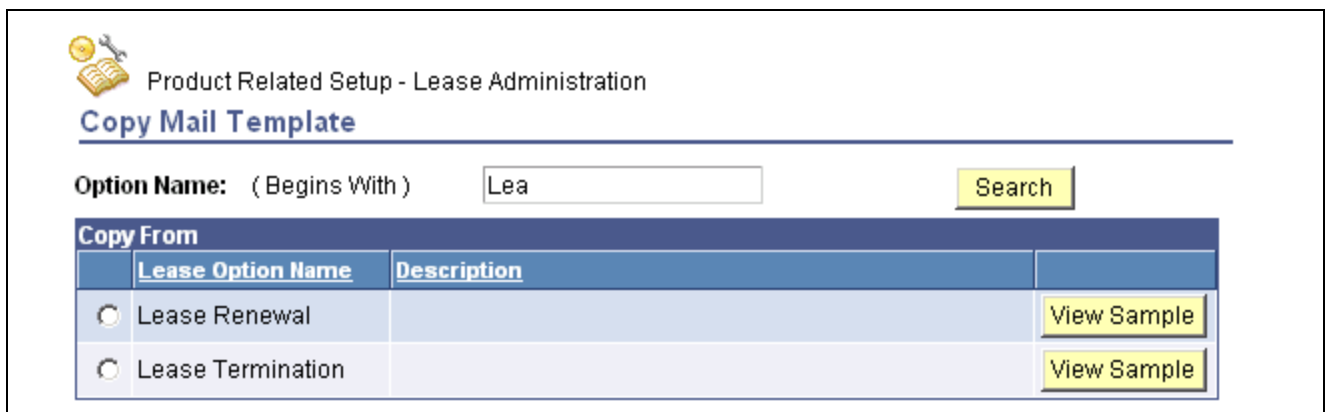 Product Related Setup - Lease Administration
Copy Mail Template
Option Name: ( Begins With ) Lea Search
Copy From
Lease Option Name Description
Lease Renewal View Sample
Lease Termination View Sample